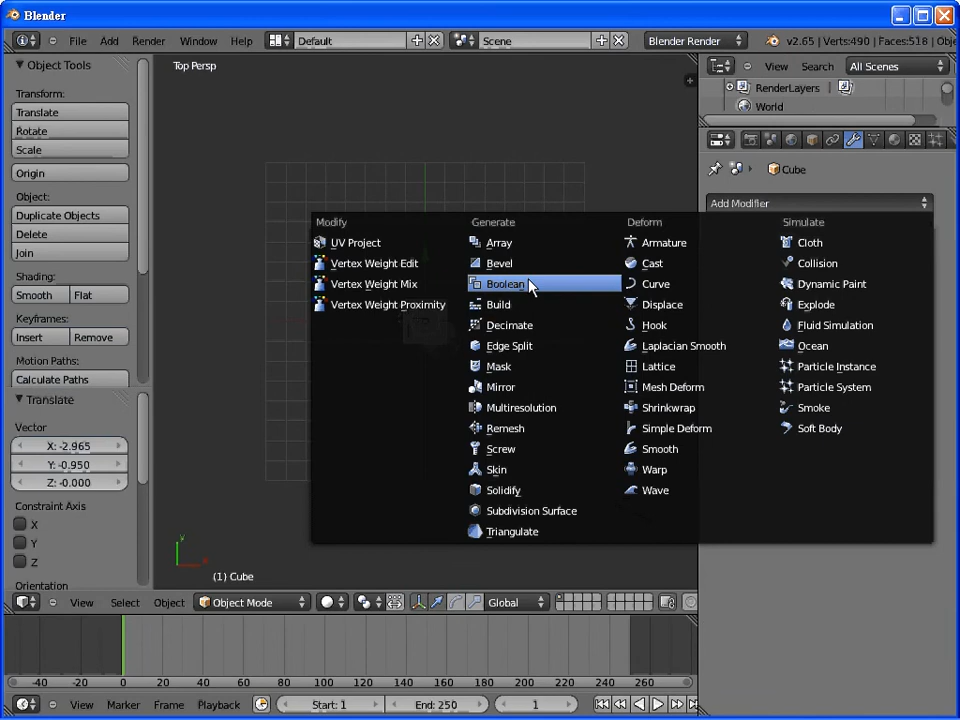 Blender
File Add Render Window Help Default Scene Blender Render v2.65 | Verts:490 | Faces:518 | Obje
Object Tools
Transform:
Translate
Rotate
Scale
Origin
Object:
Duplicate Objects
Delete
Join
Shading:
Smooth Flat
Keyframes:
Insert Remove
Motion Paths:
Calculate Paths
Translate
Vector
X: -2.965
Y: -0.950
Z: -0.000
Constraint Axis
X
Y
Z
Orientation
Top Persp
Modify
UV Project
Vertex Weight Edit
Vertex Weight Mix
Vertex Weight Proximity
Generate
Array
Bevel
Boolean
Build
Decimate
Edge Split
Mask
Mirror
Multiresolution
Remesh
Screw
Skin
Solidify
Subdivision Surface
Triangulate
Deform
Armature
Cast
Curve
Displace
Hook
Laplacian Smooth
Lattice
Mesh Deform
Shrinkwrap
Simple Deform
Smooth
Warp
Wave
Simulate
Cloth
Collision
Dynamic Paint
Explode
Fluid Simulation
Ocean
Particle Instance
Particle System
Smoke
Soft Body
y
(1) Cube
View Search All Scenes
RenderLayers
World
Cube
Add Modifier
View Select Object Object Mode Global
-40 -20 0 20 40 60 80 100 120 140 160 180 200 220 240 260
View Marker Frame Playback Start: 1 End: 250 1